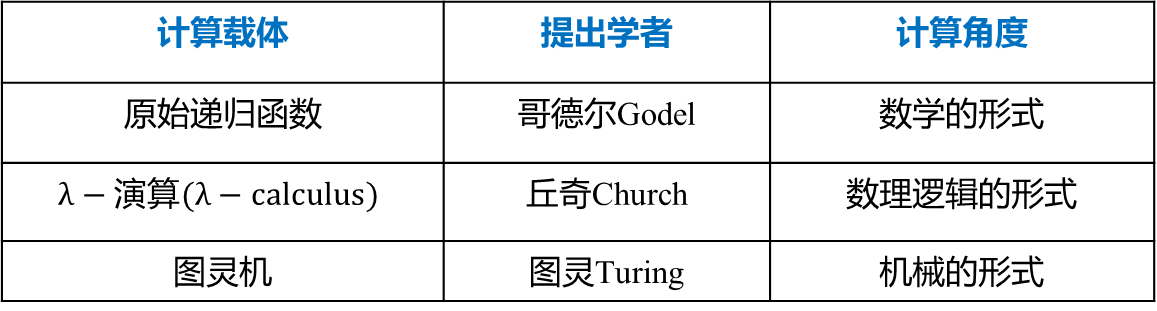 计算载体 提出学者 计算角度
原始递归函数 哥德尔Godel 数学的形式
λ − 演算(λ − calculus) 丘奇Church 数理逻辑的形式
图灵机 图灵Turing 机械的形式